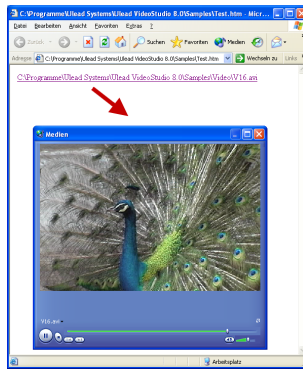 C:\Programme\Ulead Systems\Ulead VideoStudio 8.0\Samples\Test.htm - Micr...
Datei Bearbeiten Ansicht Favoriten Extras ?
Zurück Suchen Favoriten Medien
Adresse C:\Programme\Ulead Systems\Ulead VideoStudio 8.0\Samples\Test.htm Wechseln zu Links
C:\Programme\Ulead Systems\Ulead VideoStudio 8.0\Samples\Video\V16.avi
Medien
V16.avi
Arbeitsplatz